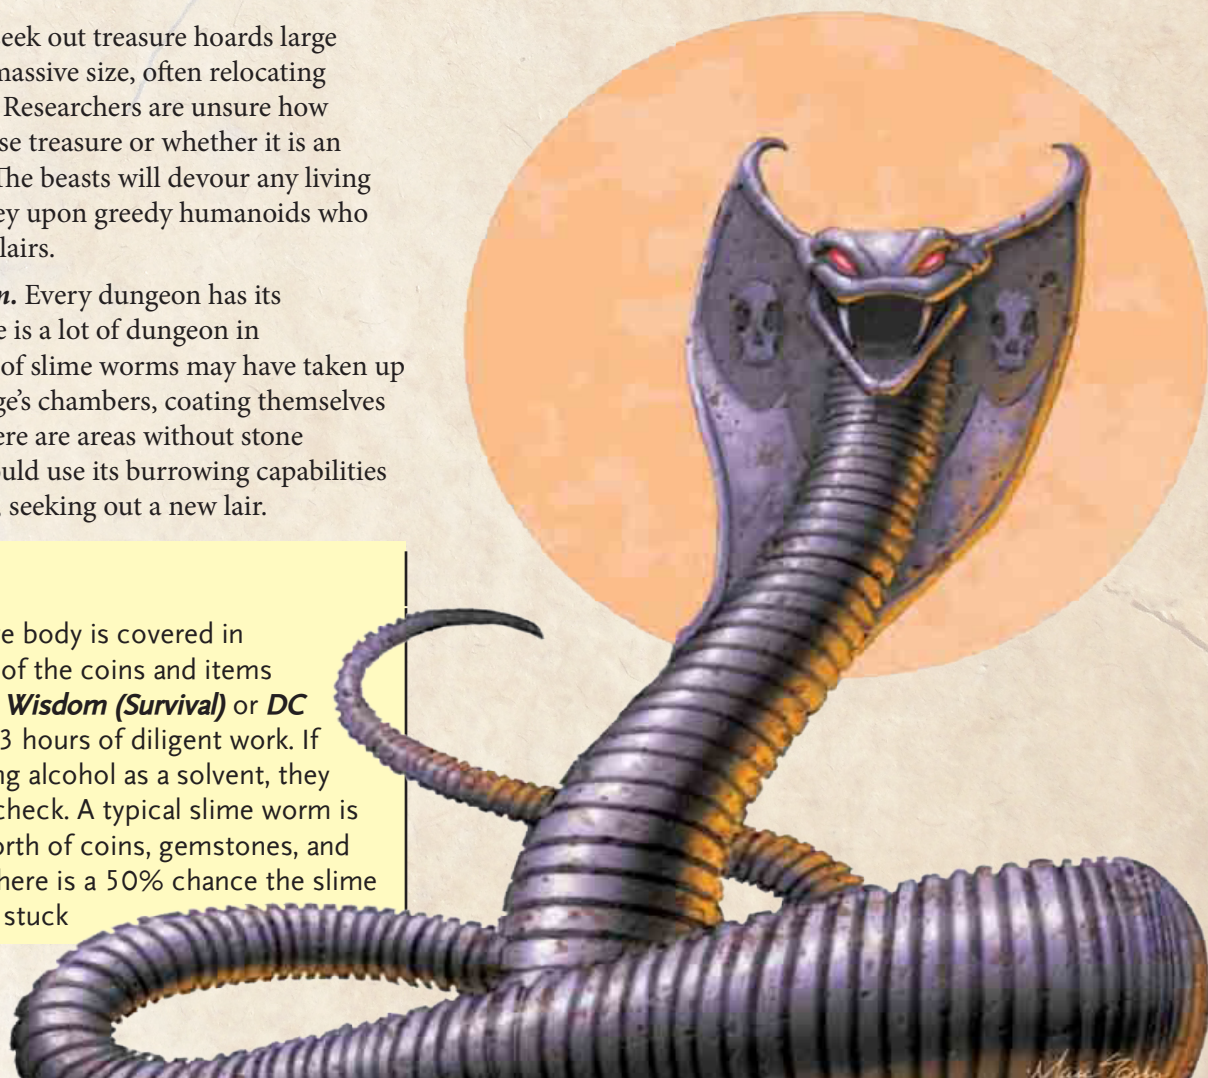 eek out treasure hoards large
massive size, often relocating
Researchers are unsure how
se treasure or whether it is an
The beasts will devour any living
ey upon greedy humanoids who
lairs.
n. Every dungeon has its
e is a lot of dungeon in
of slime worms may have taken up
ge’s chambers, coating themselves
ere are areas without stone
ould use its burrowing capabilities
, seeking out a new lair.
e body is covered in
of the coins and items
Wisdom (Survival) or DC
3 hours of diligent work. If
ng alcohol as a solvent, they
check. A typical slime worm is
orth of coins, gemstones, and
here is a 50% chance the slime
stuck